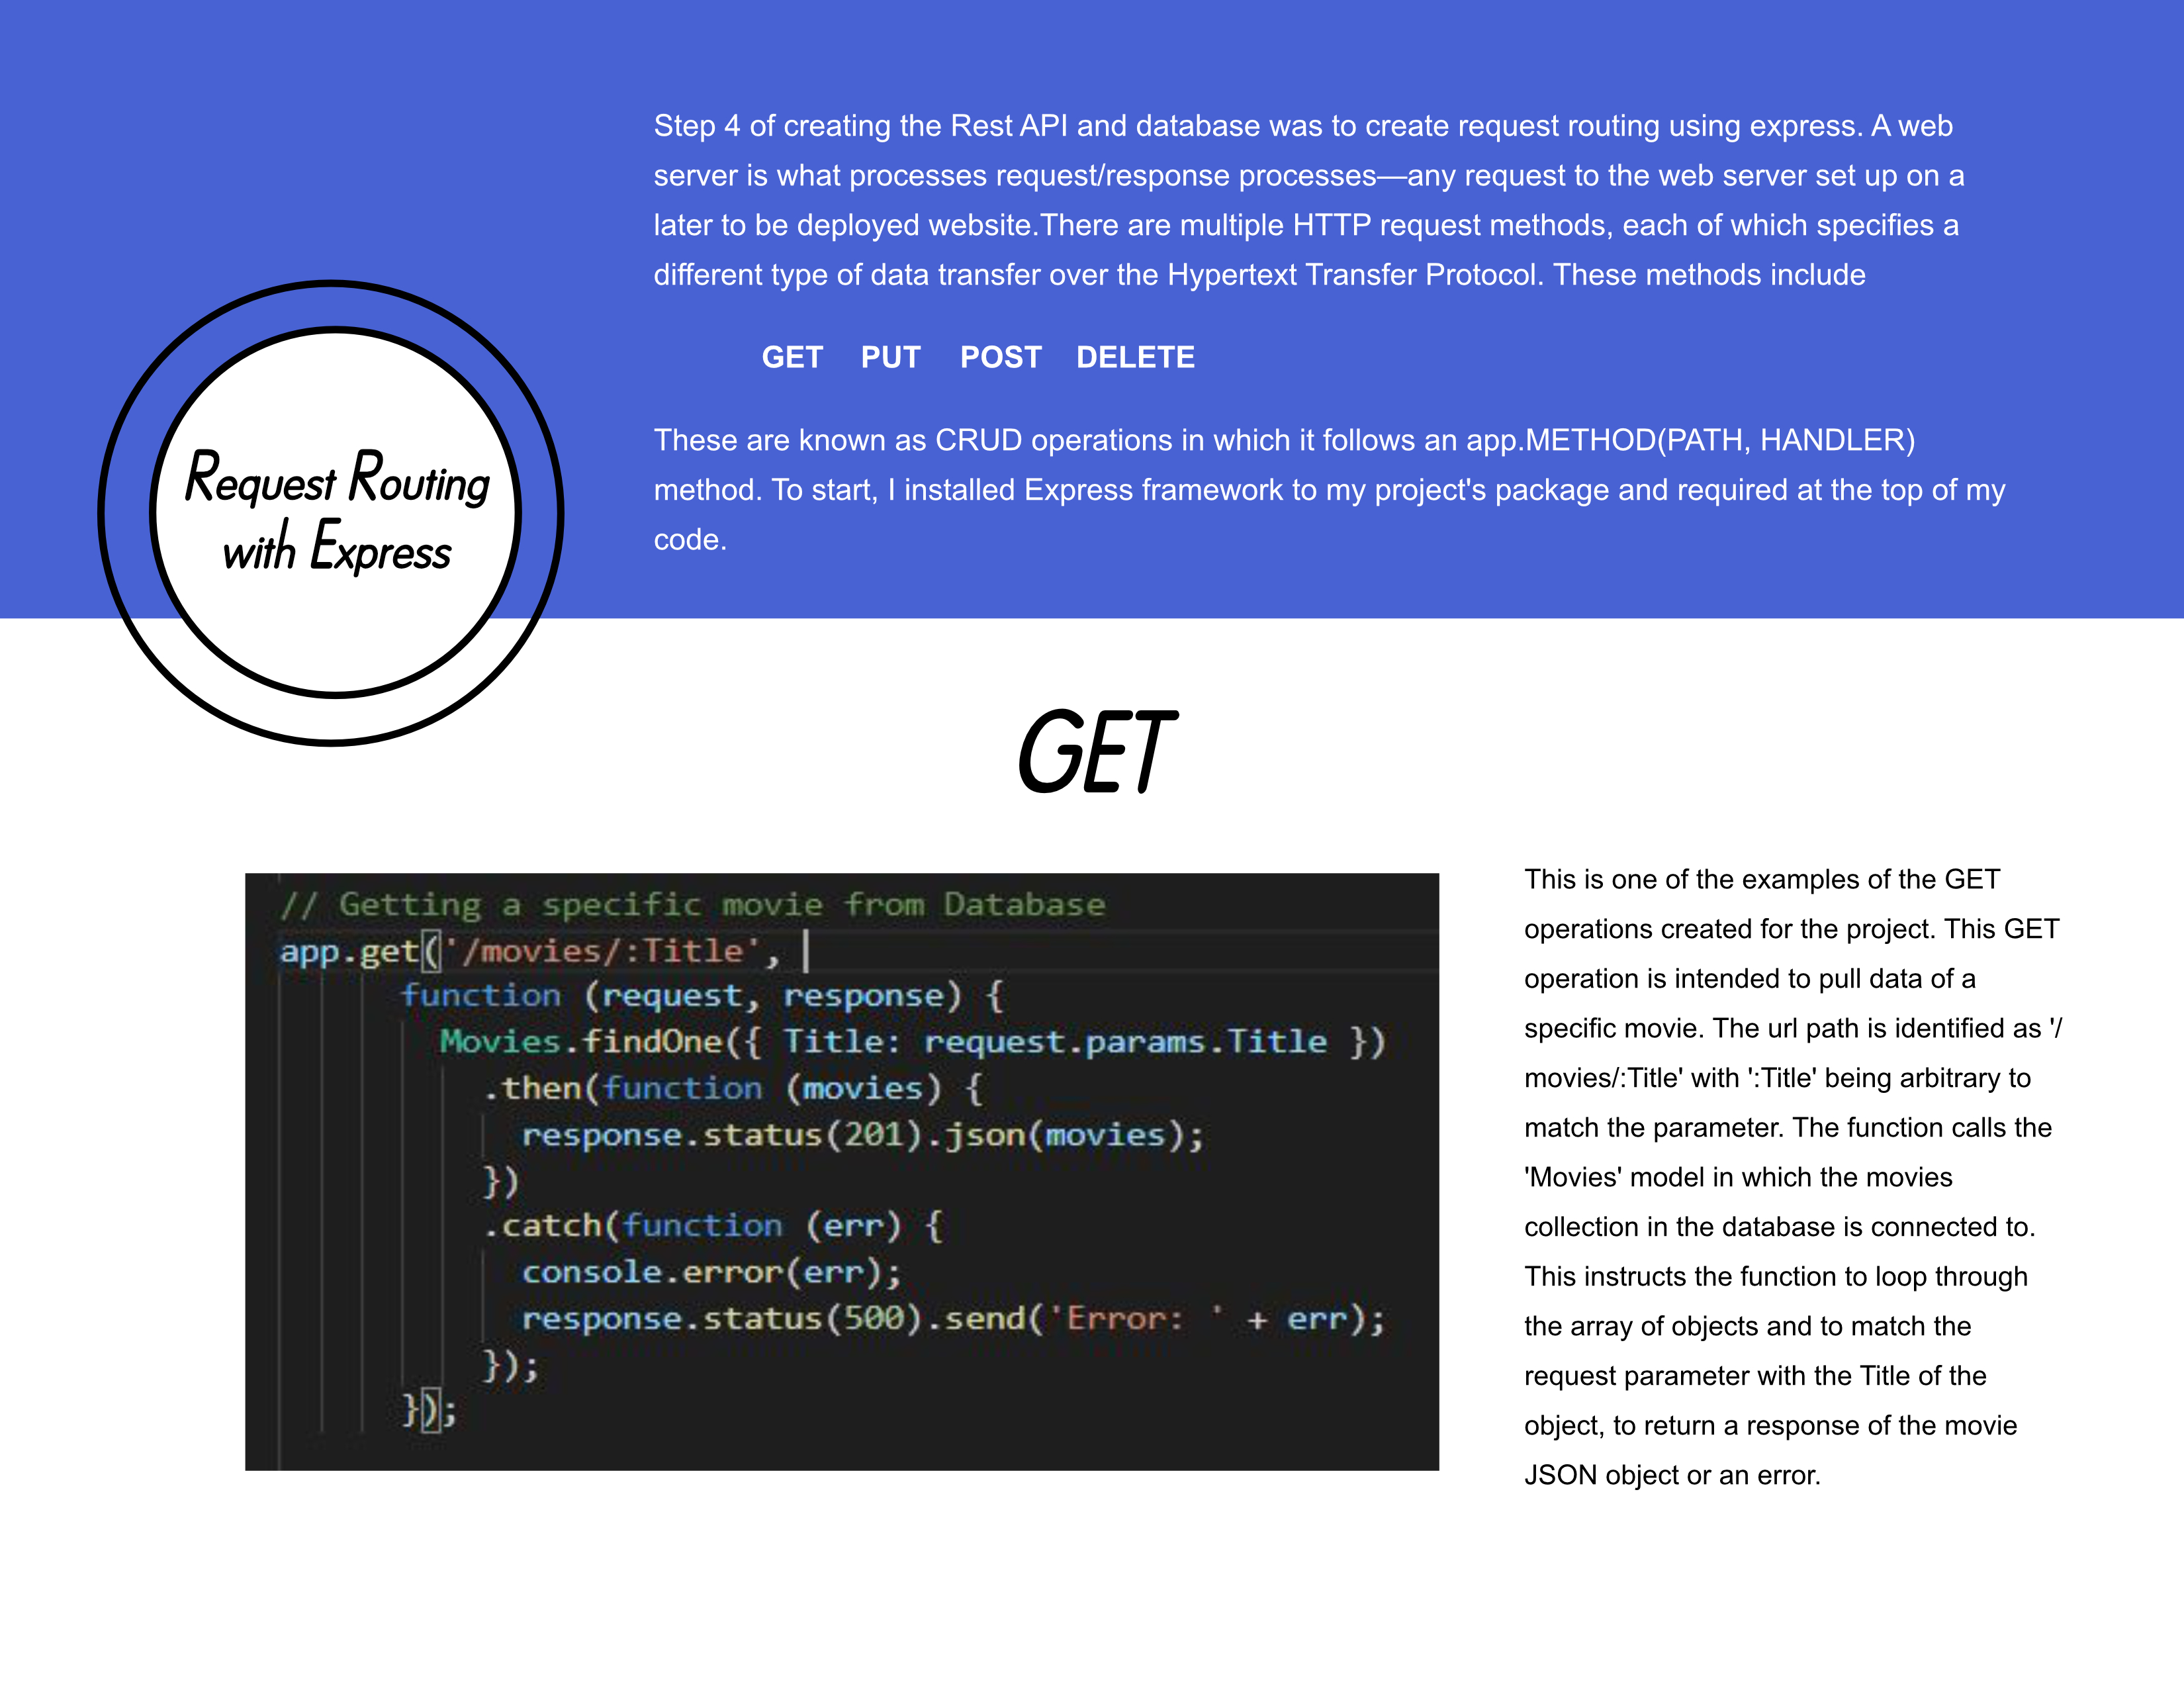 Step 4 of creating the Rest API and database was to create request routing using express. A web
server is what processes request/response processes—any request to the web server set up on a
later to be deployed website.There are multiple HTTP request methods, each of which specifies a
different type of data transfer over the Hypertext Transfer Protocol. These methods include
GET PUT POST DELETE
These are known as CRUD operations in which it follows an app.METHOD(PATH, HANDLER)
method. To start, I installed Express framework to my project's package and required at the top of my
code.
Request Routing
with Express
GET
// Getting a specific movie from Database
app.get('/movies/:Title',
function (request, response) {
Movies.findOne({ Title: request.params.Title })
.then(function (movies) {
response.status(201).json(movies);
})
.catch(function (err) {
console.error(err);
response.status(500).send('Error: ' + err);
});
});
This is one of the examples of the GET
operations created for the project. This GET
operation is intended to pull data of a
specific movie. The url path is identified as '/
movies/:Title' with ':Title' being arbitrary to
match the parameter. The function calls the
'Movies' model in which the movies
collection in the database is connected to.
This instructs the function to loop through
the array of objects and to match the
request parameter with the Title of the
object, to return a response of the movie
JSON object or an error.